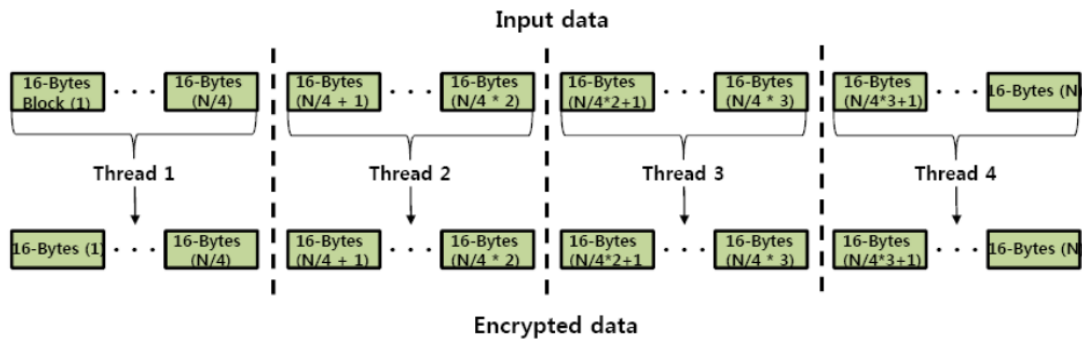 Input data
16-Bytes
Block (1)
. . .
16-Bytes
(N/4)
16-Bytes
(N/4 + 1)
. . .
16-Bytes
(N/4 * 2)
16-Bytes
(N/4*2+1)
. . .
16-Bytes
(N/4 * 3)
16-Bytes
(N/4*3+1)
. . .
16-Bytes (N)
Thread 1
Thread 2
Thread 3
Thread 4
16-Bytes (1)
. . .
16-Bytes
(N/4)
16-Bytes
(N/4 + 1)
. . .
16-Bytes
(N/4 * 2)
16-Bytes
(N/4*2+1
. . .
16-Bytes
(N/4 * 3)
16-Bytes
(N/4*3+1)
. . .
16-Bytes (N)
Encrypted data